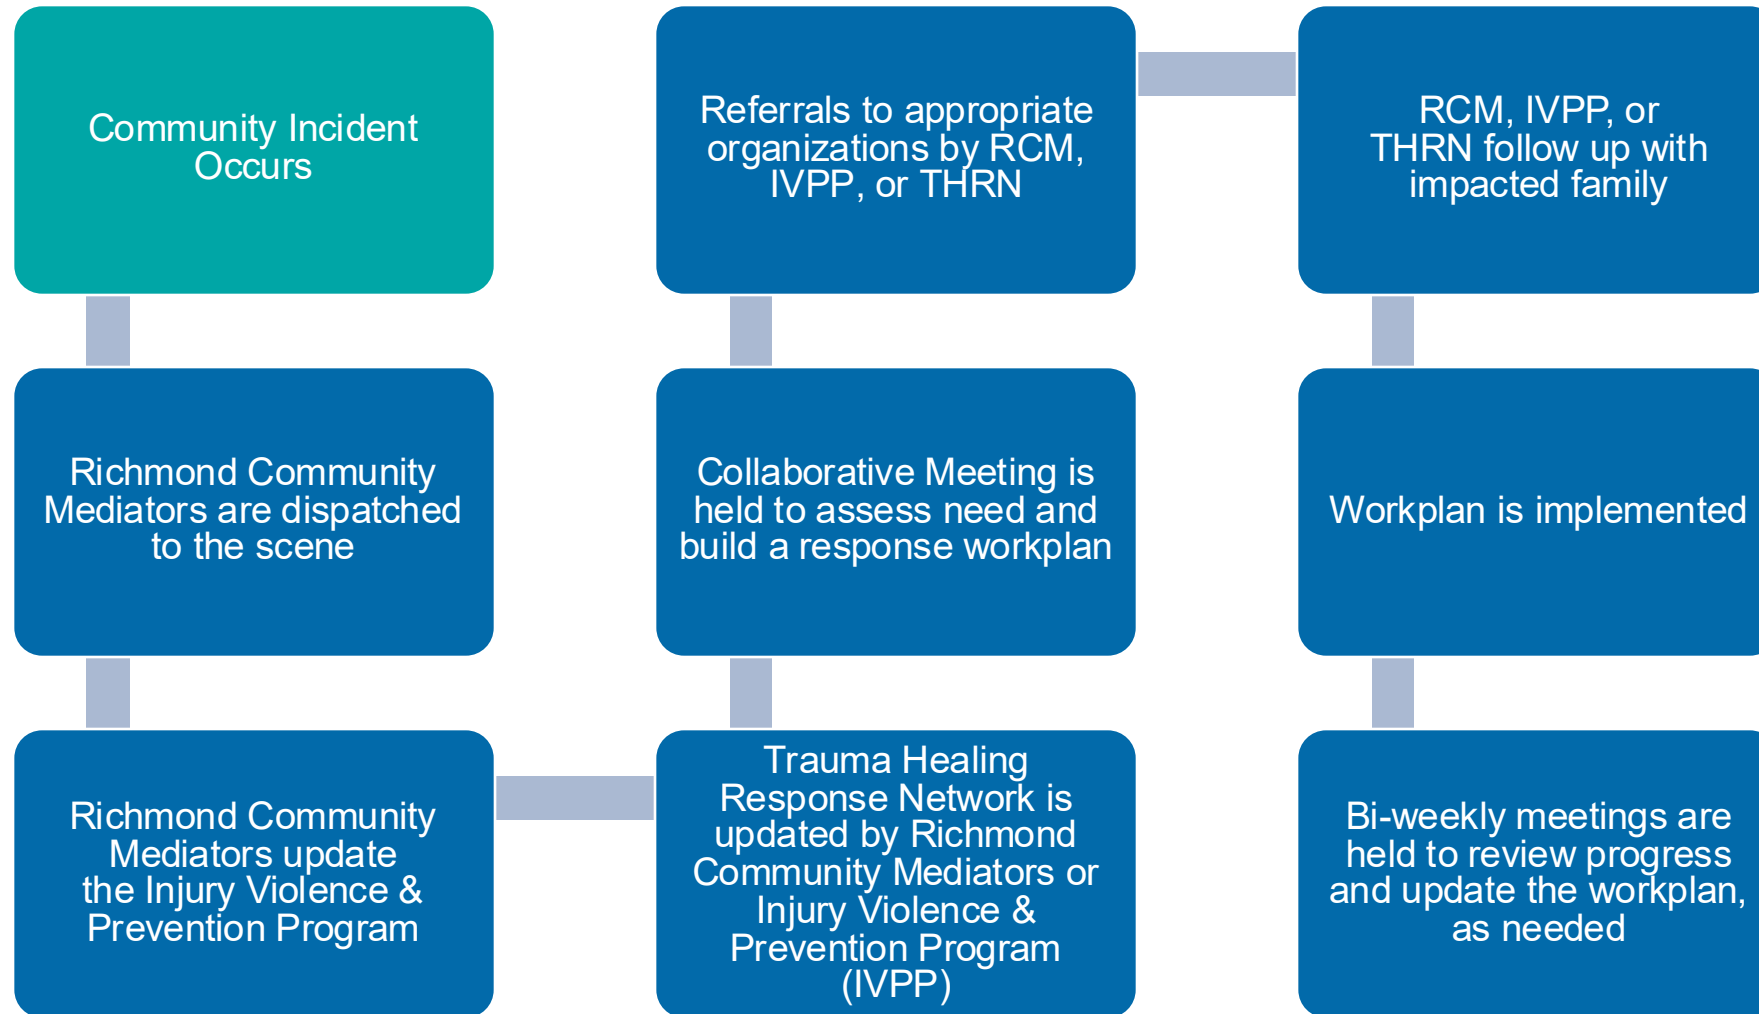 Community Incident
Occurs
Richmond Community
Mediators are dispatched
to the scene
Richmond Community
Mediators update
the Injury Violence &
Prevention Program
Trauma Healing
Response Network is
updated by Richmond
Community Mediators or
Injury Violence &
Prevention Program
(IVPP)
Collaborative Meeting is
held to assess need and
build a response workplan
Referrals to appropriate
organizations by RCM,
IVPP, or THRN
RCM, IVPP, or
THRN follow up with
impacted family
Workplan is implemented
Bi-weekly meetings are
held to review progress
and update the workplan,
as needed